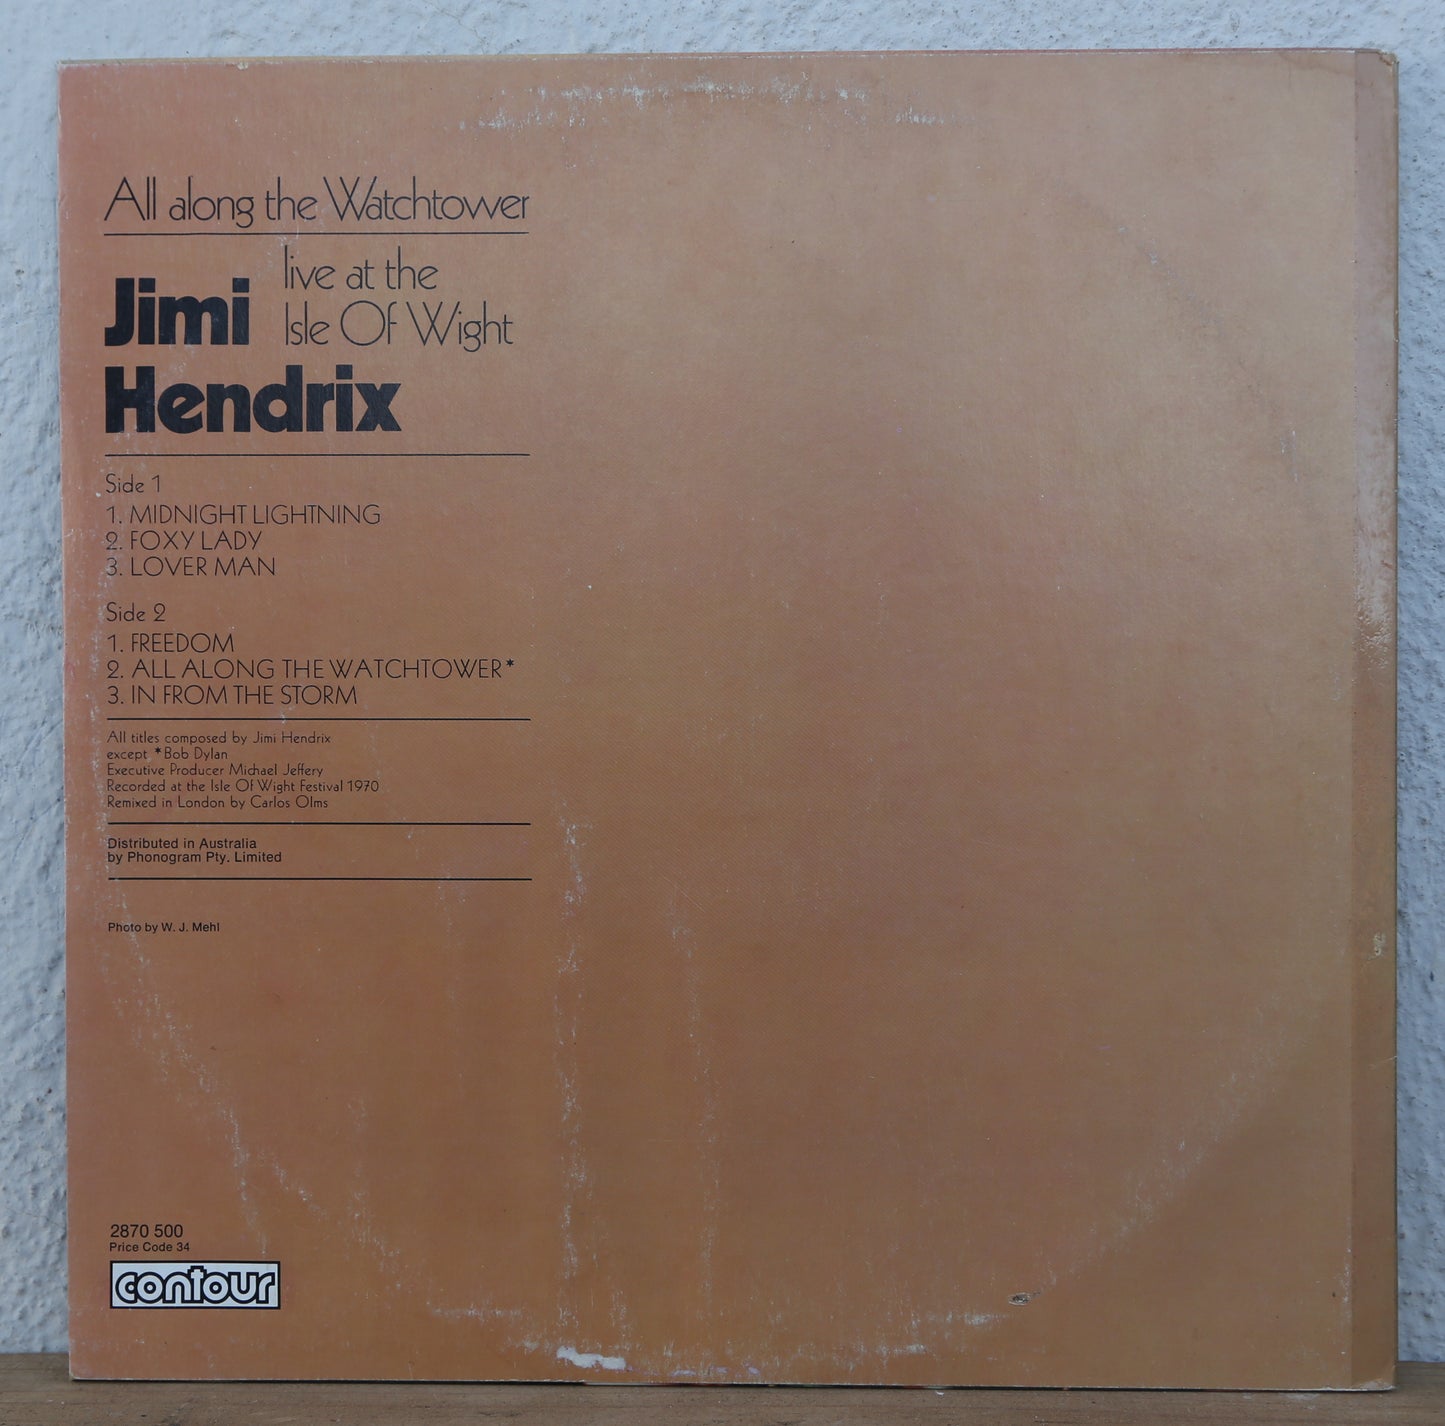 All along the Watchtower
Jimi live at the
Isle Of Wight
Hendrix
Side 1
1. MIDNIGHT LIGHTNING
2. FOXY LADY
3. LOVER MAN
Side 2
1. FREEDOM
2. ALL ALONG THE WATCHTOWER*
3. IN FROM THE STORM
All titles composed by Jimi Hendrix
except *Bob Dylan
Executive Producer Michael Jeffery
Recorded at the Isle Of Wight Festival 1970
Remixed in London by Carlos Olms
Distributed in Australia
by Phonogram Pty. Limited
Photo by W. J. Mehl
2870 500
Price Code 34
contour